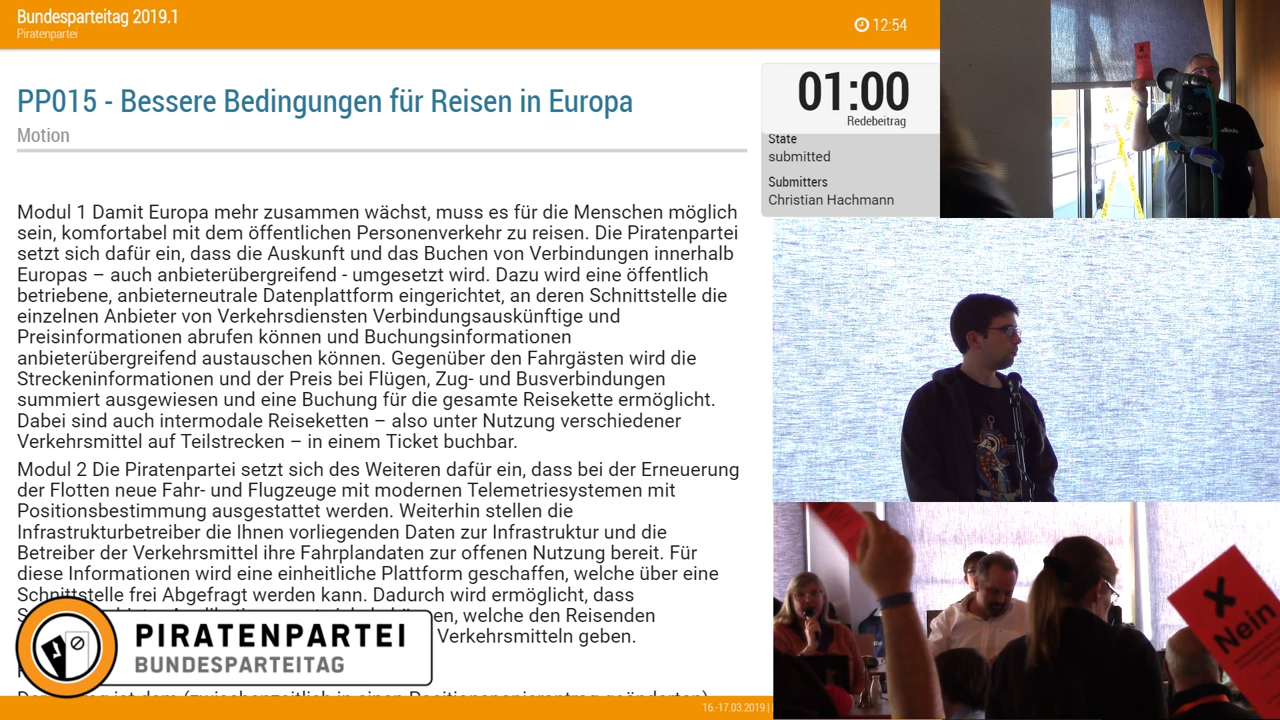 Bundesparteitag 2019.1
Piratenpartei
12:54
PP015 - Bessere Bedingungen für Reisen in Europa
Motion
01:00
Redebeitrag
State
submitted
Submitters
Christian Hachmann
Modul 1 Damit Europa mehr zusammen wächst, muss es für die Menschen möglich
sein, komfortabel mit dem öffentlichen Personenverkehr zu reisen. Die Piratenpartei
setzt sich dafür ein, dass die Auskunft und das Buchen von Verbindungen innerhalb
Europas – auch anbieterübergreifend - umgesetzt wird. Dazu wird eine öffentlich
betriebene, anbieterneutrale Datenplattform eingerichtet, an deren Schnittstelle die
einzelnen Anbieter von Verkehrsdiensten Verbindungsauskünftige und
Preisinformationen abrufen können und Buchungsinformationen
anbieterübergreifend austauschen können. Gegenüber den Fahrgästen wird die
Streckeninformationen und der Preis bei Flügen, Zug- und Busverbindungen
summiert ausgewiesen und eine Buchung für die gesamte Reisekette ermöglicht.
Dabei sind auch intermodale Reiseketten – also unter Nutzung verschiedener
Verkehrsmittel auf Teilstrecken – in einem Ticket buchbar.
Modul 2 Die Piratenpartei setzt sich des Weiteren dafür ein, dass bei der Erneuerung
der Flotten neue Fahr- und Flugzeuge mit modernen Telemetriesystemen mit
Positionsbestimmung ausgestattet werden. Weiterhin stellen die
Infrastrukturbetreiber die Ihnen vorliegenden Daten zur Infrastruktur und die
Betreiber der Verkehrsmittel ihre Fahrplandaten zur offenen Nutzung bereit. Für
diese Informationen wird eine einheitliche Plattform geschaffen, welche über eine
Schnittstelle frei Abgefragt werden kann. Dadurch wird ermöglicht, dass
welche den Reisenden
Verkehrsmitteln geben.
PIRATENPARTEI
BUNDESPARTEITAG
16.-17.03.2019 |
Nein
Nein